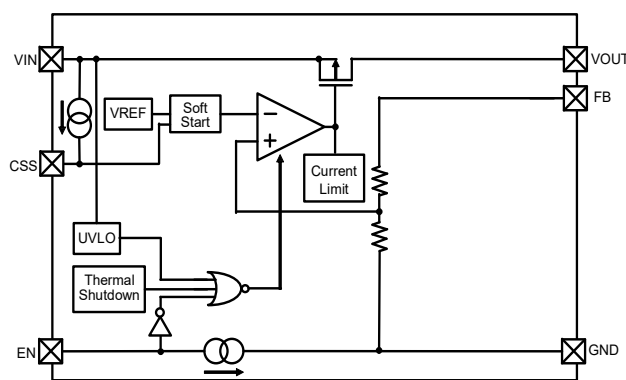 VIN
VOUT
FB
VREF
Soft
Start
−
+
CSS
Current
Limit
UVLO
Thermal
Shutdown
EN
GND